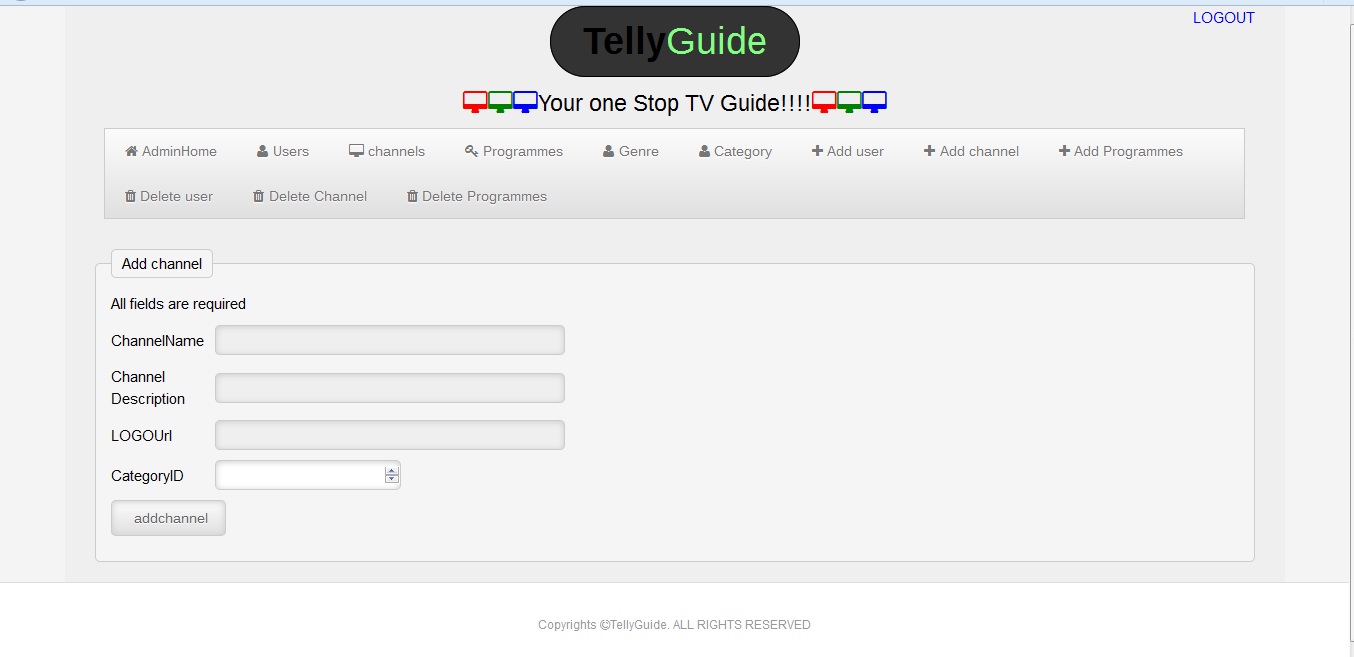 LOGOUT
TellyGuide
Your one Stop TV Guide!!!!
AdminHome Users channels Programmes Genre Category Add user Add channel Add Programmes
Delete user Delete Channel Delete Programmes
Add channel
All fields are required
ChannelName
Channel
Description
LOGOUrl
CategoryID
addchannel
Copyrights ©TellyGuide. ALL RIGHTS RESERVED